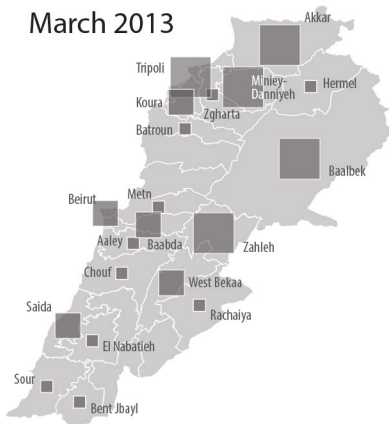 March 2013
Akkar
Tripoli
Miniey-
Danniyeh
Hermel
Koura
Zgharta
Batroun
Baalbek
Metn
Beirut
Aaley
Baabda
Zahleh
Chouf
West Bekaa
Rachaiya
Saida
El Nabatieh
Sour
Bent Jbayl